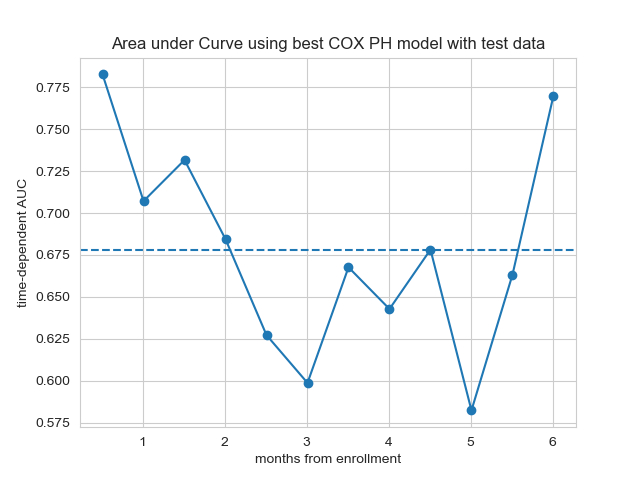 Area under Curve using best COX PH model with test data
time-dependent AUC
0.775
0.750
0.725
0.700
0.675
0.650
0.625
0.600
0.575
1 2 3 4 5 6
months from enrollment